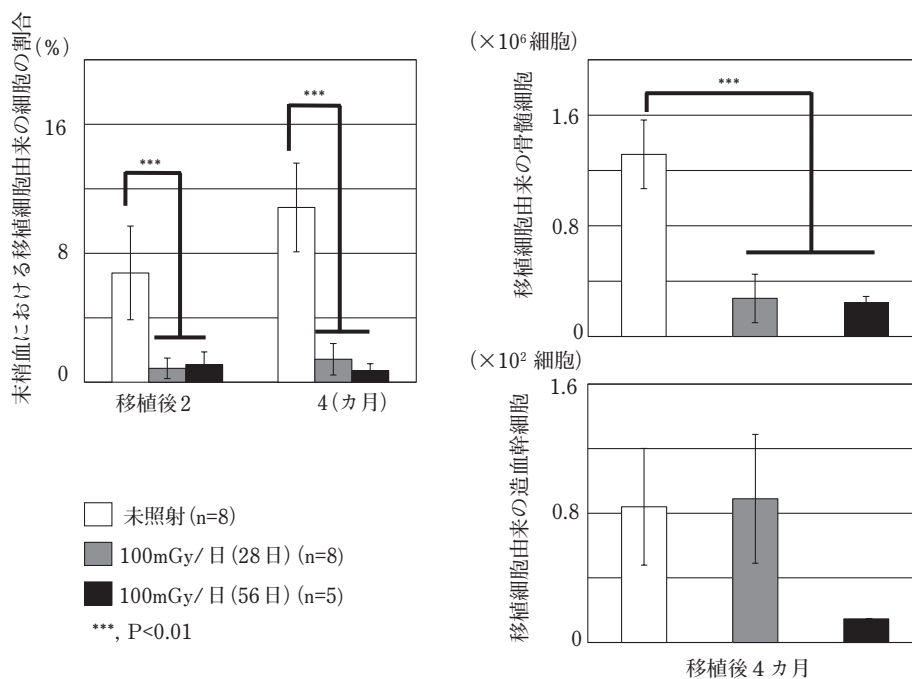 末梢血における移植細胞由来の細胞の割合
(%)
16
8
0
***
***
移植後2
4(カ月)
(×10⁶ 細胞)
移植細胞由来の骨髄細胞
1.6
0.8
0
***
(×10² 細胞)
移植細胞由来の造血幹細胞
1.6
0.8
0
移植後4カ月
未照射(n=8)
100mGy/日(28日)(n=8)
100mGy/日(56日)(n=5)
***, P<0.01